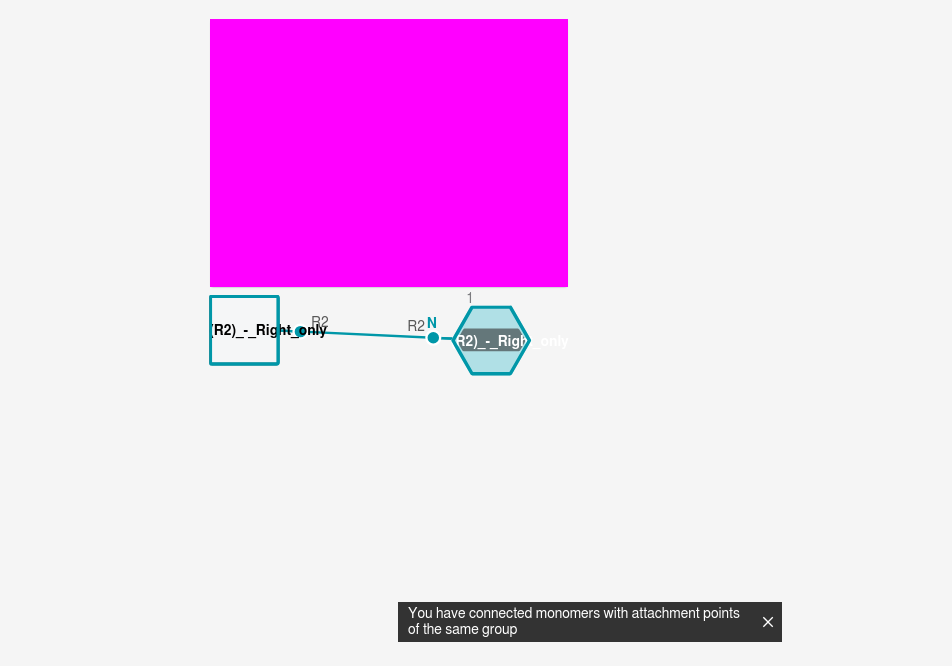 1
R2
R2
N
(R2)_-_Right_only
R2)_-_Right_only
You have connected monomers with attachment points
of the same group